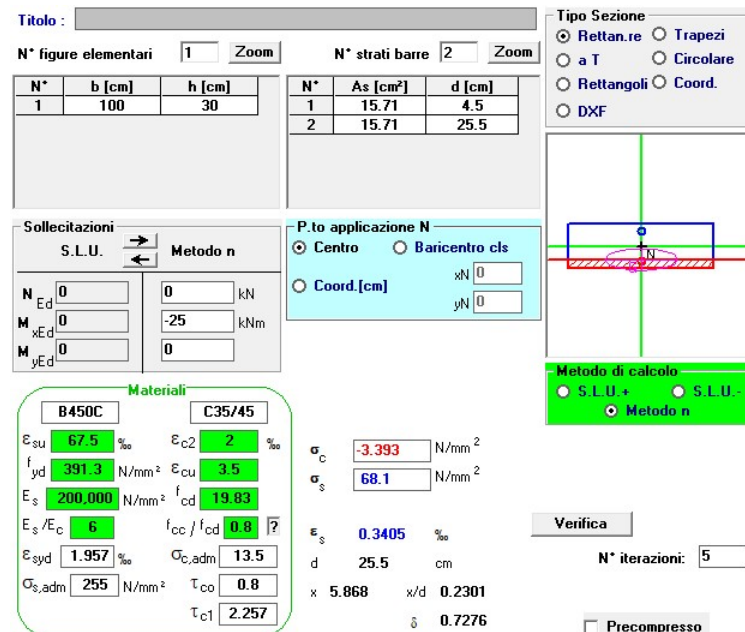 Titolo :
N° figure elementari 1 Zoom
N° strati barre 2 Zoom
N° b [cm] h [cm]
1 100 30
N° As [cm²] d [cm]
1 15.71 4.5
2 15.71 25.5
Tipo Sezione
Rettan.re Trapezi
a T Circolare
Rettangoli Coord.
DXF
Sollecitazioni
S.L.U. Metodo n
N Ed 0 0 kN
M xEd 0 -25 kNm
M yEd 0 0
P.to applicazione N
Centro Baricentro cls
Coord.[cm]
xN 0
yN 0
N
Metodo di calcolo
S.L.U.+ S.L.U.-
Metodo n
Materiali
B450C C35/45
εsu 67.5 ‰ εc2 2 ‰
fyd 391.3 N/mm² εcu 3.5
Es 200,000 N/mm² fcd 19.83
Es/Ec 6 fcc / fcd 0.8 ?
εsyd 1.957 ‰ σc,adm 13.5
σs,adm 255 N/mm² τco 0.8
τc1 2.257
σc -3.393 N/mm²
σs 68.1 N/mm²
εs 0.3405 ‰
d 25.5 cm
x 5.868 x/d 0.2301
δ 0.7276
Verifica
N° iterazioni: 5
Precompresso